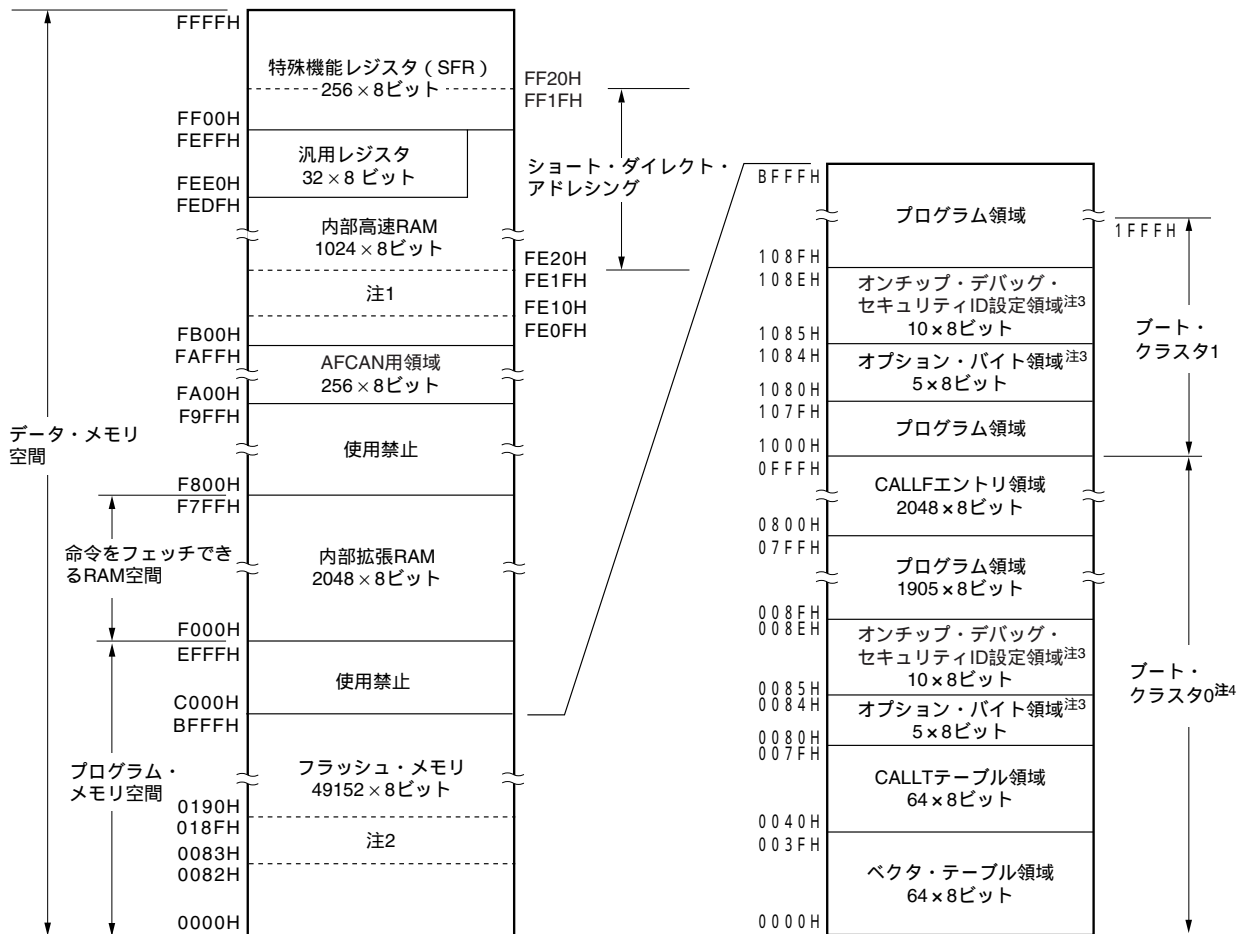 FFFFH
特殊機能レジスタ（SFR）
256×8ビット
FF20H
FF1FH
FF00H
FEFFH
汎用レジスタ
32×8 ビット
ショート・ダイレクト・
アドレシング
FEE0H
FEDFH
内部高速RAM
1024×8ビット
FE20H
FE1FH
注1
FE10H
FE0FH
FB00H
FAFFH
AFCAN用領域
256×8ビット
FA00H
F9FFH
データ・メモリ
空間
使用禁止
F800H
F7FFH
命令をフェッチでき
るRAM空間
内部拡張RAM
2048×8ビット
F000H
EFFFH
使用禁止
C000H
BFFFH
プログラム・
メモリ空間
フラッシュ・メモリ
49152×8ビット
0190H
018FH
注2
0083H
0082H
0000H
BFFFH
プログラム領域
1FFFH
108FH
108EH
オンチップ・デバッグ・
セキュリティID設定領域注3
10×8ビット
1085H
1084H
オプション・バイト領域注3
5×8ビット
ブート・
クラスタ1
1080H
107FH
プログラム領域
1000H
0FFFH
CALLFエントリ領域
2048×8ビット
0800H
07FFH
プログラム領域
1905×8ビット
008FH
008EH
オンチップ・デバッグ・
セキュリティID設定領域注3
10×8ビット
ブート・
クラスタ0注4
0085H
0084H
オプション・バイト領域注3
5×8ビット
0080H
007FH
CALLTテーブル領域
64×8ビット
0040H
003FH
ベクタ・テーブル領域
64×8ビット
0000H